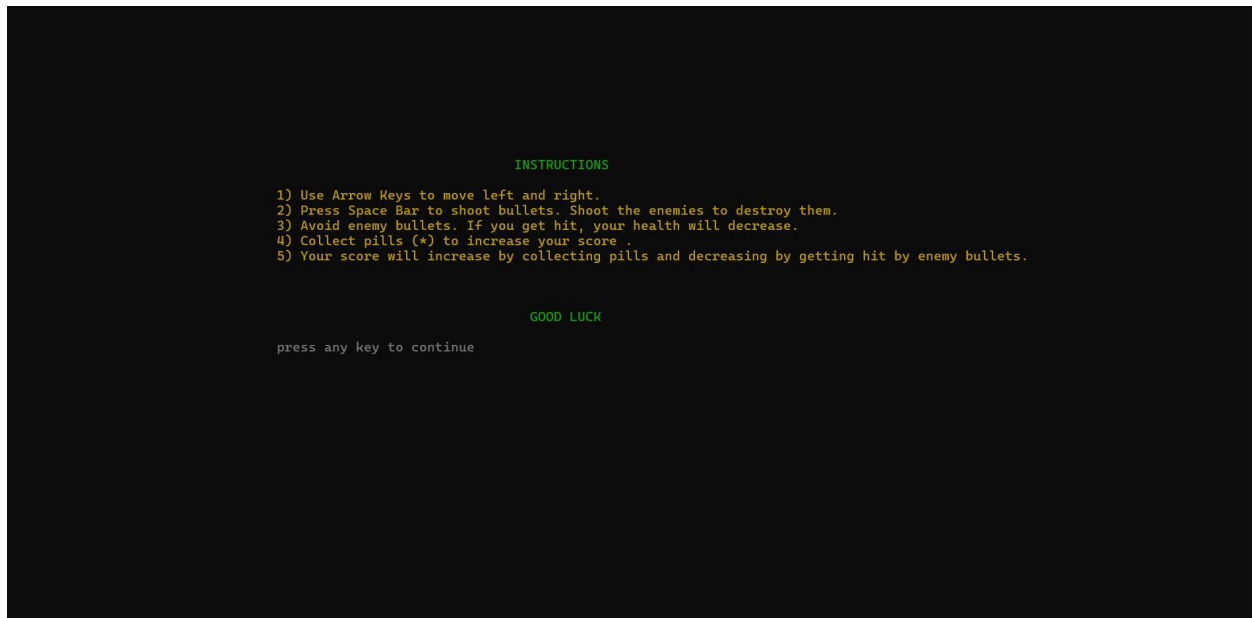 INSTRUCTIONS
1) Use Arrow Keys to move left and right.
2) Press Space Bar to shoot bullets. Shoot the enemies to destroy them.
3) Avoid enemy bullets. If you get hit, your health will decrease.
4) Collect pills (*) to increase your score .
5) Your score will increase by collecting pills and decreasing by getting hit by enemy bullets.
GOOD LUCK
press any key to continue